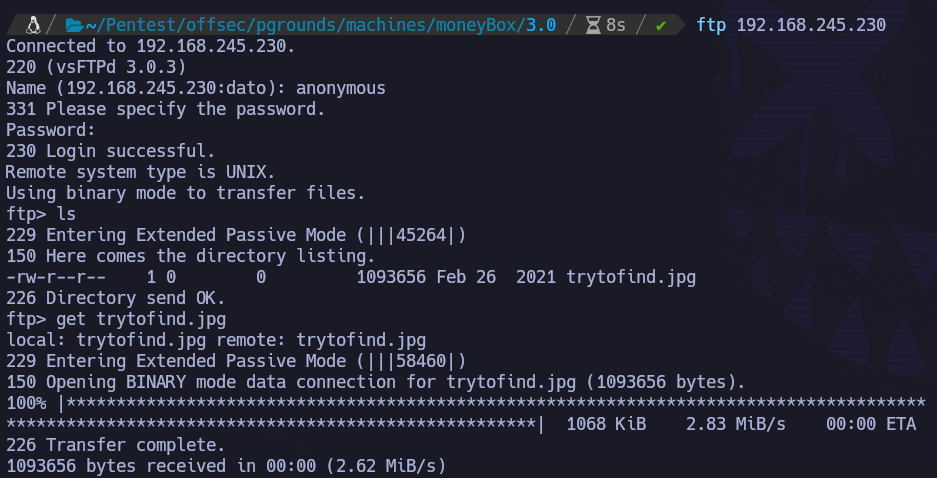 ~/Pentest/offsec/pgrounds/machines/moneyBox/3.0 / 8s / ✔ ftp 192.168.245.230
Connected to 192.168.245.230.
220 (vsFTPd 3.0.3)
Name (192.168.245.230:dato): anonymous
331 Please specify the password.
Password:
230 Login successful.
Remote system type is UNIX.
Using binary mode to transfer files.
ftp> ls
229 Entering Extended Passive Mode (|||45264|)
150 Here comes the directory listing.
-rw-r--r--    1 0        0         1093656 Feb 26  2021 trytofind.jpg
226 Directory send OK.
ftp> get trytofind.jpg
local: trytofind.jpg remote: trytofind.jpg
229 Entering Extended Passive Mode (|||58460|)
150 Opening BINARY mode data connection for trytofind.jpg (1093656 bytes).
100% |**************************************************************************************
*****************************************************|  1068 KiB    2.83 MiB/s    00:00 ETA
226 Transfer complete.
1093656 bytes received in 00:00 (2.62 MiB/s)